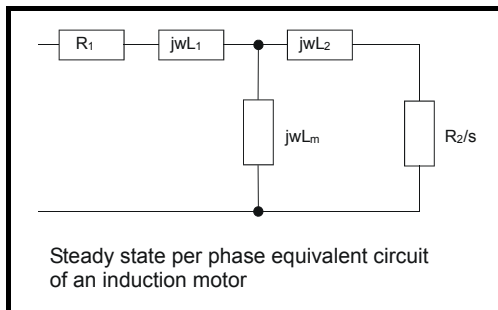 R₁
jwL₁
jwL₂
jwLₘ
R₂/s
Steady state per phase equivalent circuit
of an induction motor